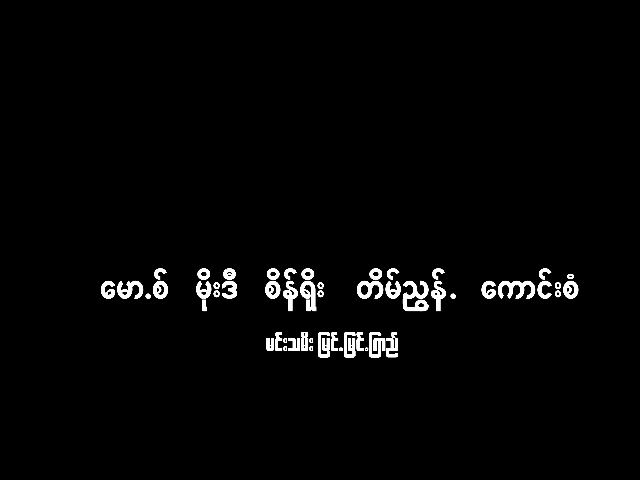 မော့စ် မိုးဒီ စိန်ရှိုး တိမ်ညွန့် ကောင်းစံ
မင်းသမီး မြင့်မြင့်ကြည်